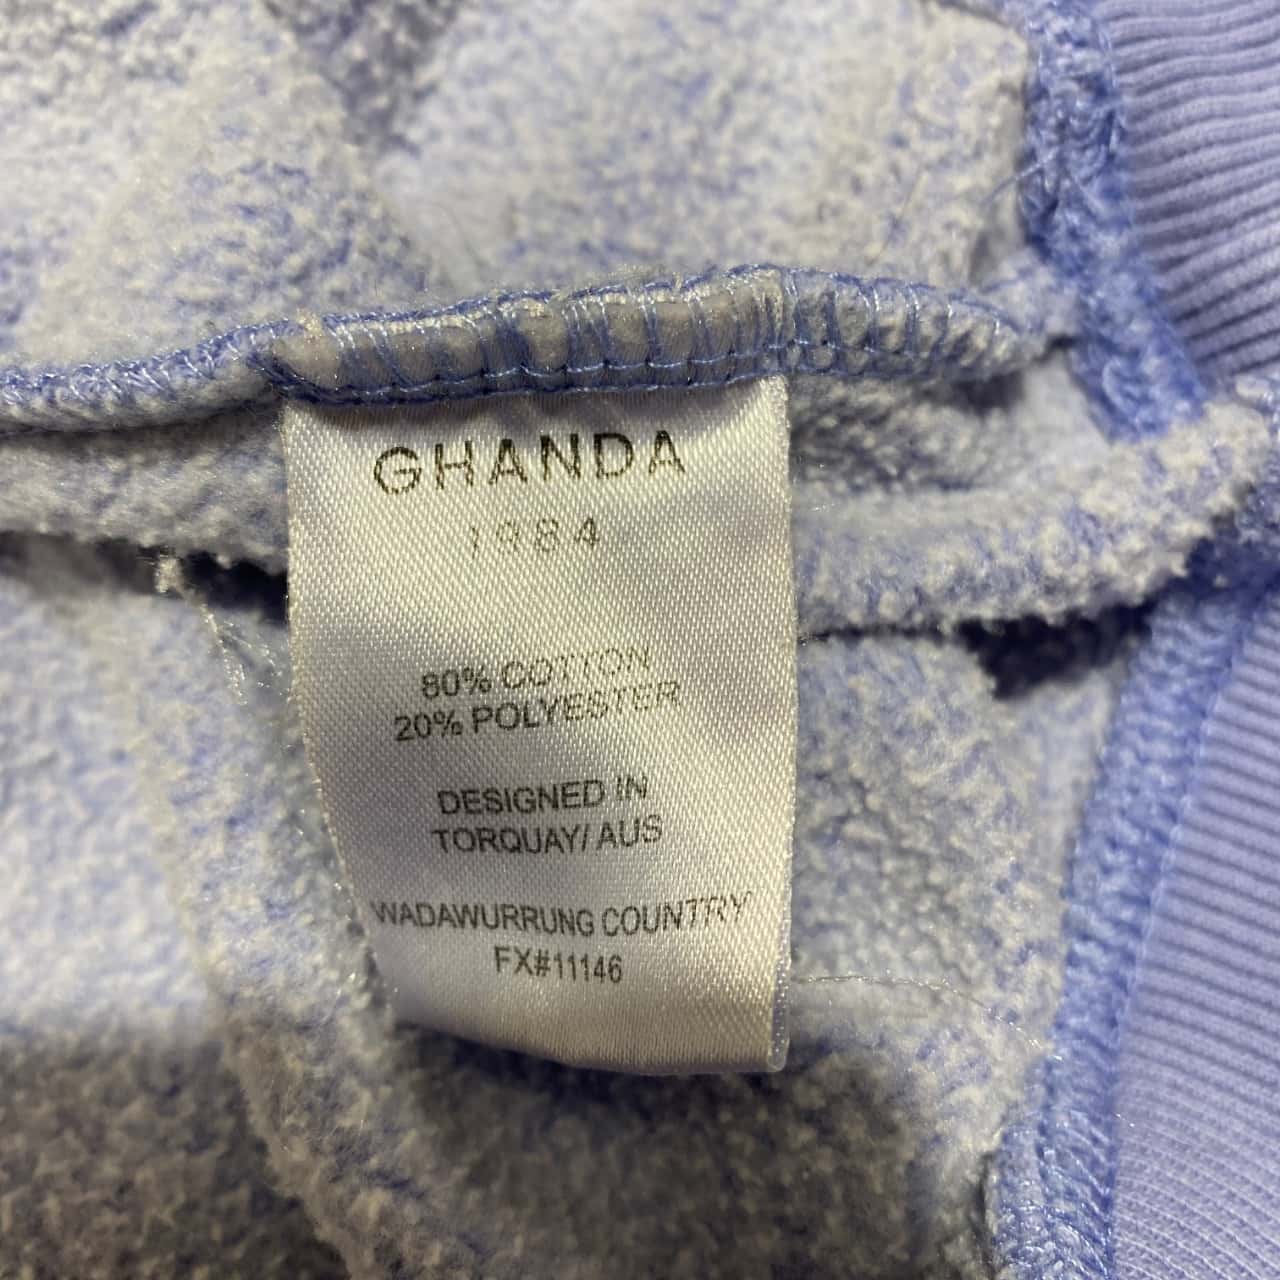 GHANDA
1984
80% COTTON
20% POLYESTER
DESIGNED IN
TORQUAY/ AUS
WADAWURRUNG COUNTRY
FX#11146